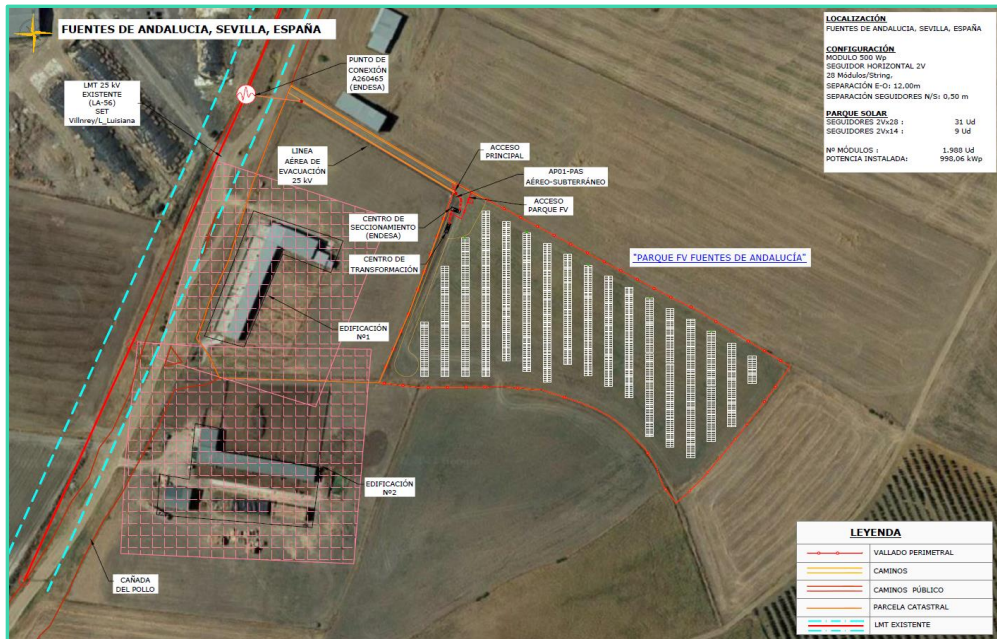 FUENTES DE ANDALUCIA, SEVILLA, ESPAÑA
LOCALIZACIÓN
FUENTES DE ANDALUCIA, SEVILLA, ESPAÑA
CONFIGURACIÓN
MODULO 500 Wp
SEGUIDOR HORIZONTAL 2V
28 Módulos/String,
SEPARACIÓN E-O: 12,00m
SEPARACIÓN SEGUIDORES N/S: 0,50 m
PARQUE SOLAR
SEGUIDORES 2Vx28 : 31 Ud
SEGUIDORES 2Vx14 : 9 Ud
Nº MÓDULOS : 1.988 Ud
POTENCIA INSTALADA: 998,06 kWp
PUNTO DE
CONEXIÓN
A260465
(ENDESA)
LMT 25 kV
EXISTENTE
(LA-56)
SET
Villnrey/L_Luisiana
LINEA
AÉREA DE
EVACUACIÓN
25 kV
ACCESO
PRINCIPAL
AP01-PAS
AÉREO-SUBTERRÁNEO
ACCESO
PARQUE FV
CENTRO DE
SECCIONAMIENTO
(ENDESA)
CENTRO DE
TRANSFORMACIÓN
"PARQUE FV FUENTES DE ANDALUCÍA"
EDIFICACIÓN
Nº1
EDIFICACIÓN
Nº2
CAÑADA
DEL POLLO
LEYENDA
VALLADO PERIMETRAL
CAMINOS
CAMINOS PÚBLICO
PARCELA CATASTRAL
LMT EXISTENTE